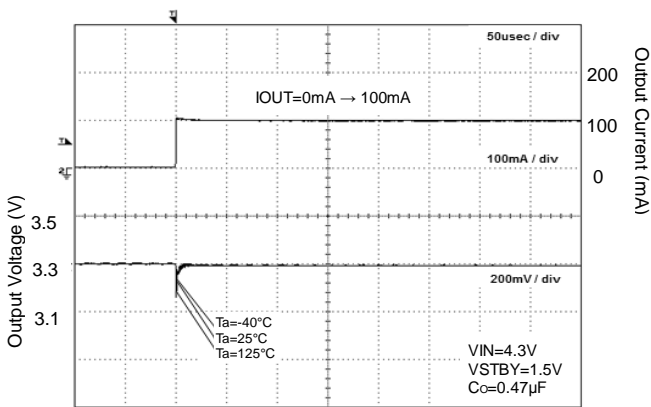 50usec / div
200
IOUT=0mA → 100mA
100
100mA / div
0
Output Current (mA)
Output Voltage (V)
3.5
3.3
200mV / div
3.1
Ta=-40°C
Ta=25°C
Ta=125°C
VIN=4.3V
VSTBY=1.5V
Co=0.47µF